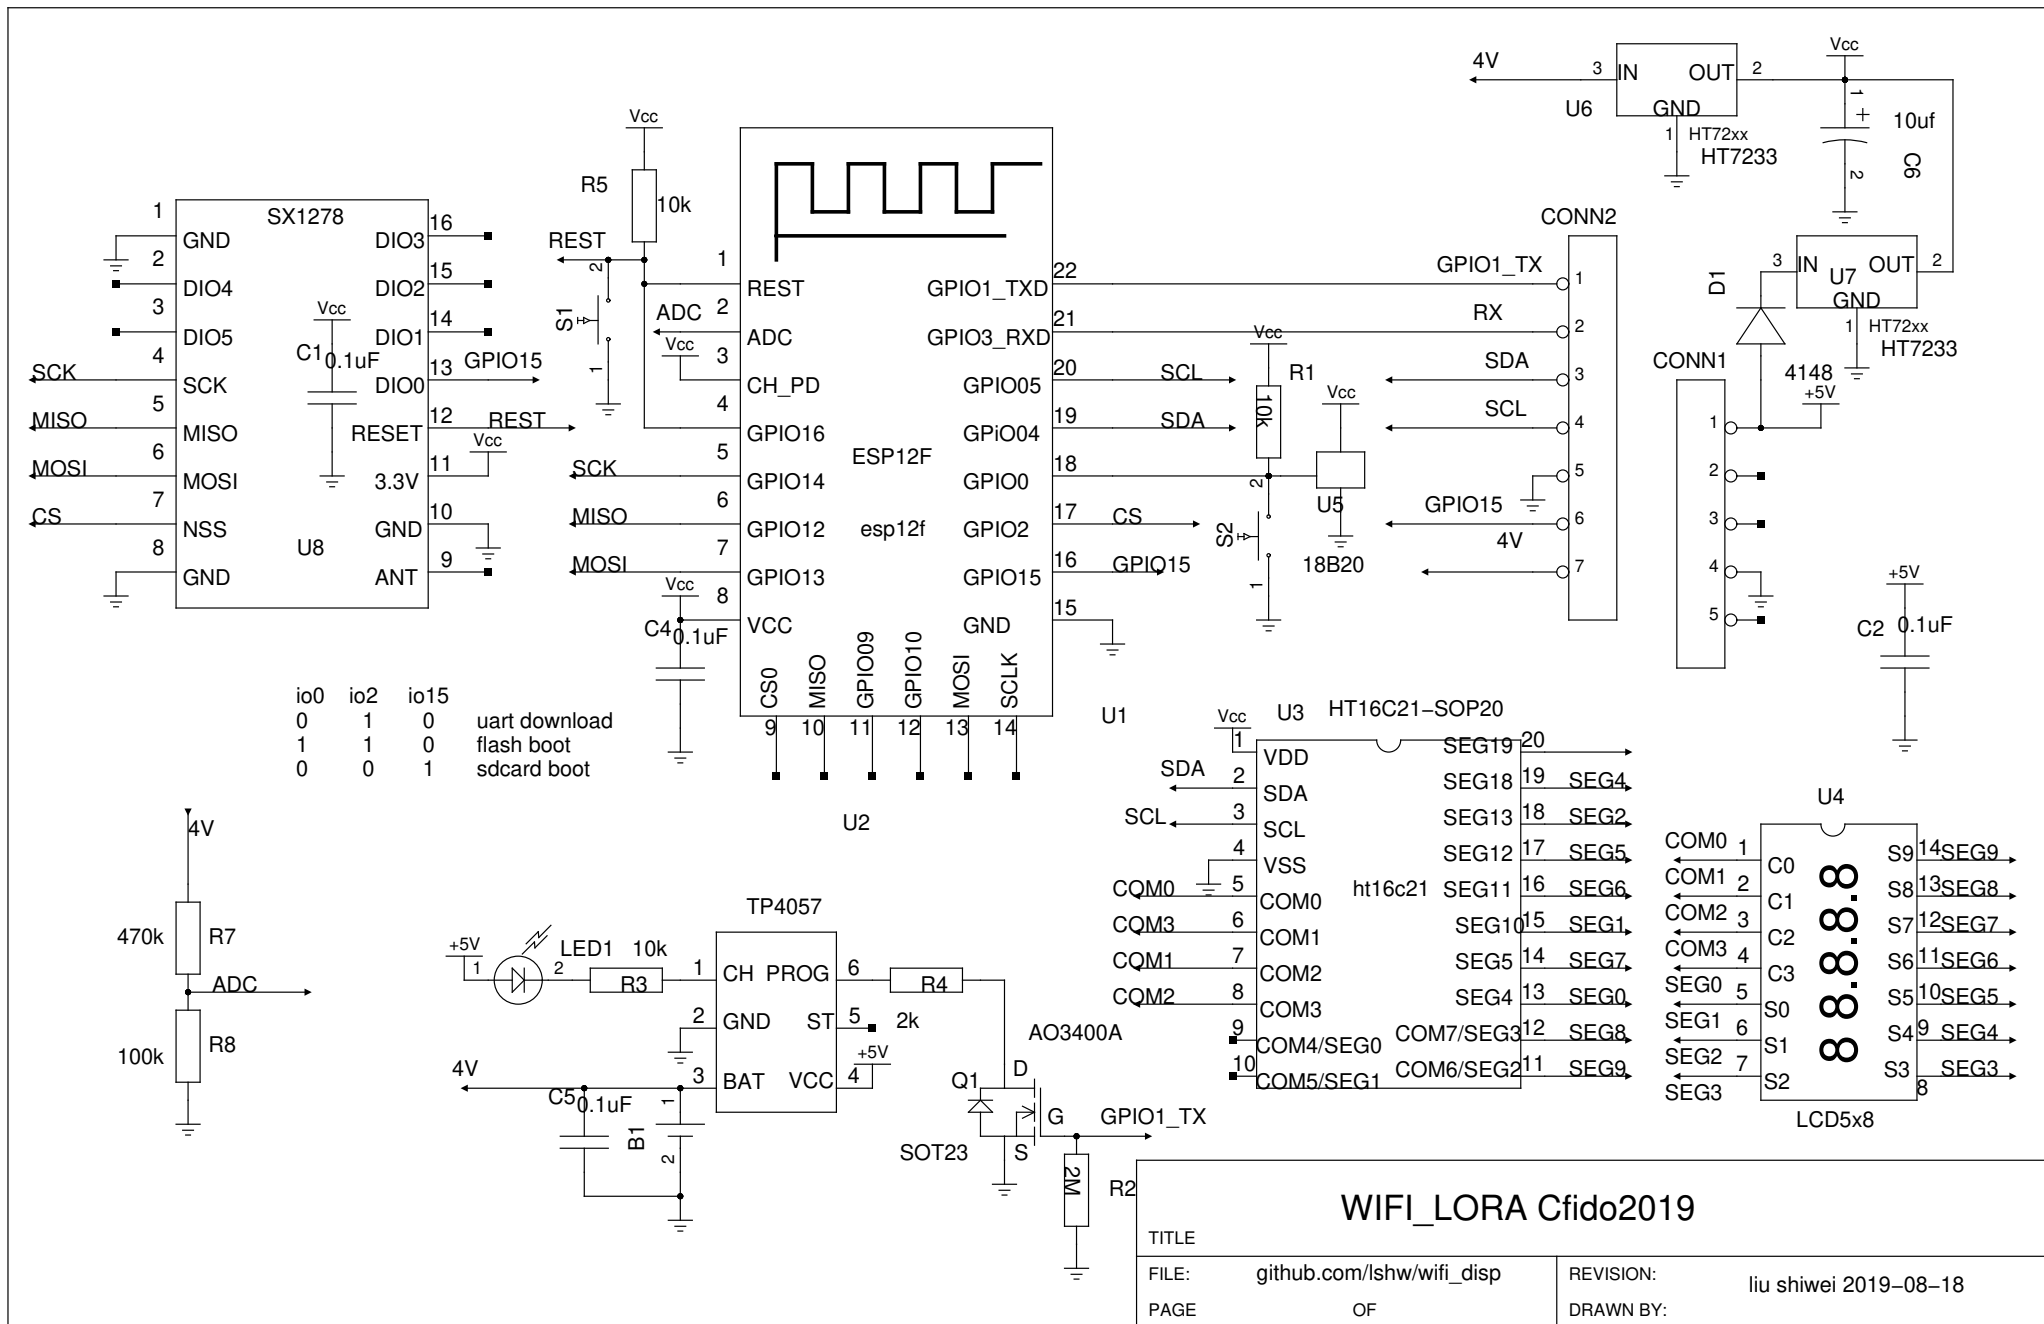 4V
3 IN OUT 2
GND
U6
1 HT72xx
HT7233
Vcc
1
+
10uf
C6
2
3 IN OUT 2
U7
GND
1 HT72xx
HT7233
D1
4148
+5V
CONN1
1
2
3
4
5
+5V
C2 0.1uF
SX1278
1 GND
2 DIO4
3 DIO5
4 SCK SCK
5 MISO MISO
6 MOSI MOSI
7 NSS CS
8 GND
16 DIO3
15 DIO2
14 DIO1
13 DIO0 GPIO15
12 RESET REST
11 3.3V Vcc
10 GND
9 ANT
U8
Vcc
C1 0.1uF
Vcc
R5
10k
REST
2
S1
1
ADC
Vcc
1 REST
2 ADC
3 CH_PD
4 GPIO16
5 GPIO14 SCK
6 GPIO12 MISO
7 GPIO13 MOSI
8 VCC Vcc
C4 0.1uF
ESP12F
esp12f
22 GPIO1_TXD
21 GPIO3_RXD
20 GPIO05 SCL
19 GPiO04 SDA
18 GPIO0
17 GPIO2 CS
16 GPIO15 GPIO15
15 GND
CS0 MISO GPIO09 GPIO10 MOSI SCLK
9 10 11 12 13 14
U1
U2
Vcc
R1
10k
Vcc
U5
18B20
2
S2
1
CONN2
GPIO1_TX 1
RX 2
SDA 3
SCL 4
5
GPIO15 6
4V 7
io0 io2 io15
0 1 0 uart download
1 1 0 flash boot
0 0 1 sdcard boot
4V
470k R7
ADC
100k R8
TP4057
+5V
1
LED1
2
10k
R3
1 CH PROG 6
2 GND ST 5
3 BAT VCC 4
+5V
R4
2k
4V
C5 0.1uF
1
B1
2
AO3400A
Q1
D
G
S
SOT23
GPIO1_TX
2M
R2
Vcc
U3 HT16C21-SOP20
ht16c21
1 VDD
SDA 2 SDA
SCL 3 SCL
4 VSS
COM0 5 COM0
COM3 6 COM1
COM1 7 COM2
COM2 8 COM3
9 COM4/SEG0
10 COM5/SEG1
SEG19 20
SEG18 19 SEG4
SEG13 18 SEG2
SEG12 17 SEG5
SEG11 16 SEG6
SEG10 15 SEG1
SEG5 14 SEG7
SEG4 13 SEG0
COM7/SEG3 12 SEG8
COM6/SEG2 11 SEG9
U4
COM0 1 C0
COM1 2 C1
COM2 3 C2
COM3 4 C3
SEG0 5 S0
SEG1 6 S1
SEG2 7 S2
SEG3
8 8.8.8.8
S9 14 SEG9
S8 13 SEG8
S7 12 SEG7
S6 11 SEG6
S5 10 SEG5
S4 9 SEG4
S3 8 SEG3
LCD5x8
WIFI_LORA Cfido2019
TITLE
FILE: github.com/lshw/wifi_disp
REVISION: liu shiwei 2019-08-18
PAGE OF
DRAWN BY: